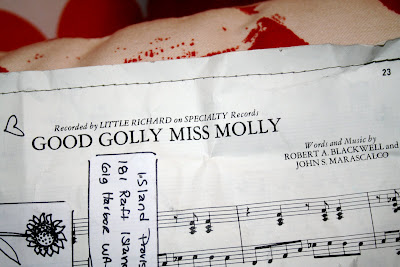 23
Recorded by LITTLE RICHARD on SPECIALTY Records
GOOD GOLLY MISS MOLLY
Words and Music by
ROBERT A. BLACKWELL and
JOHN S. MARASCALCO
Island
181 Raft Island
Gig Harbor WA